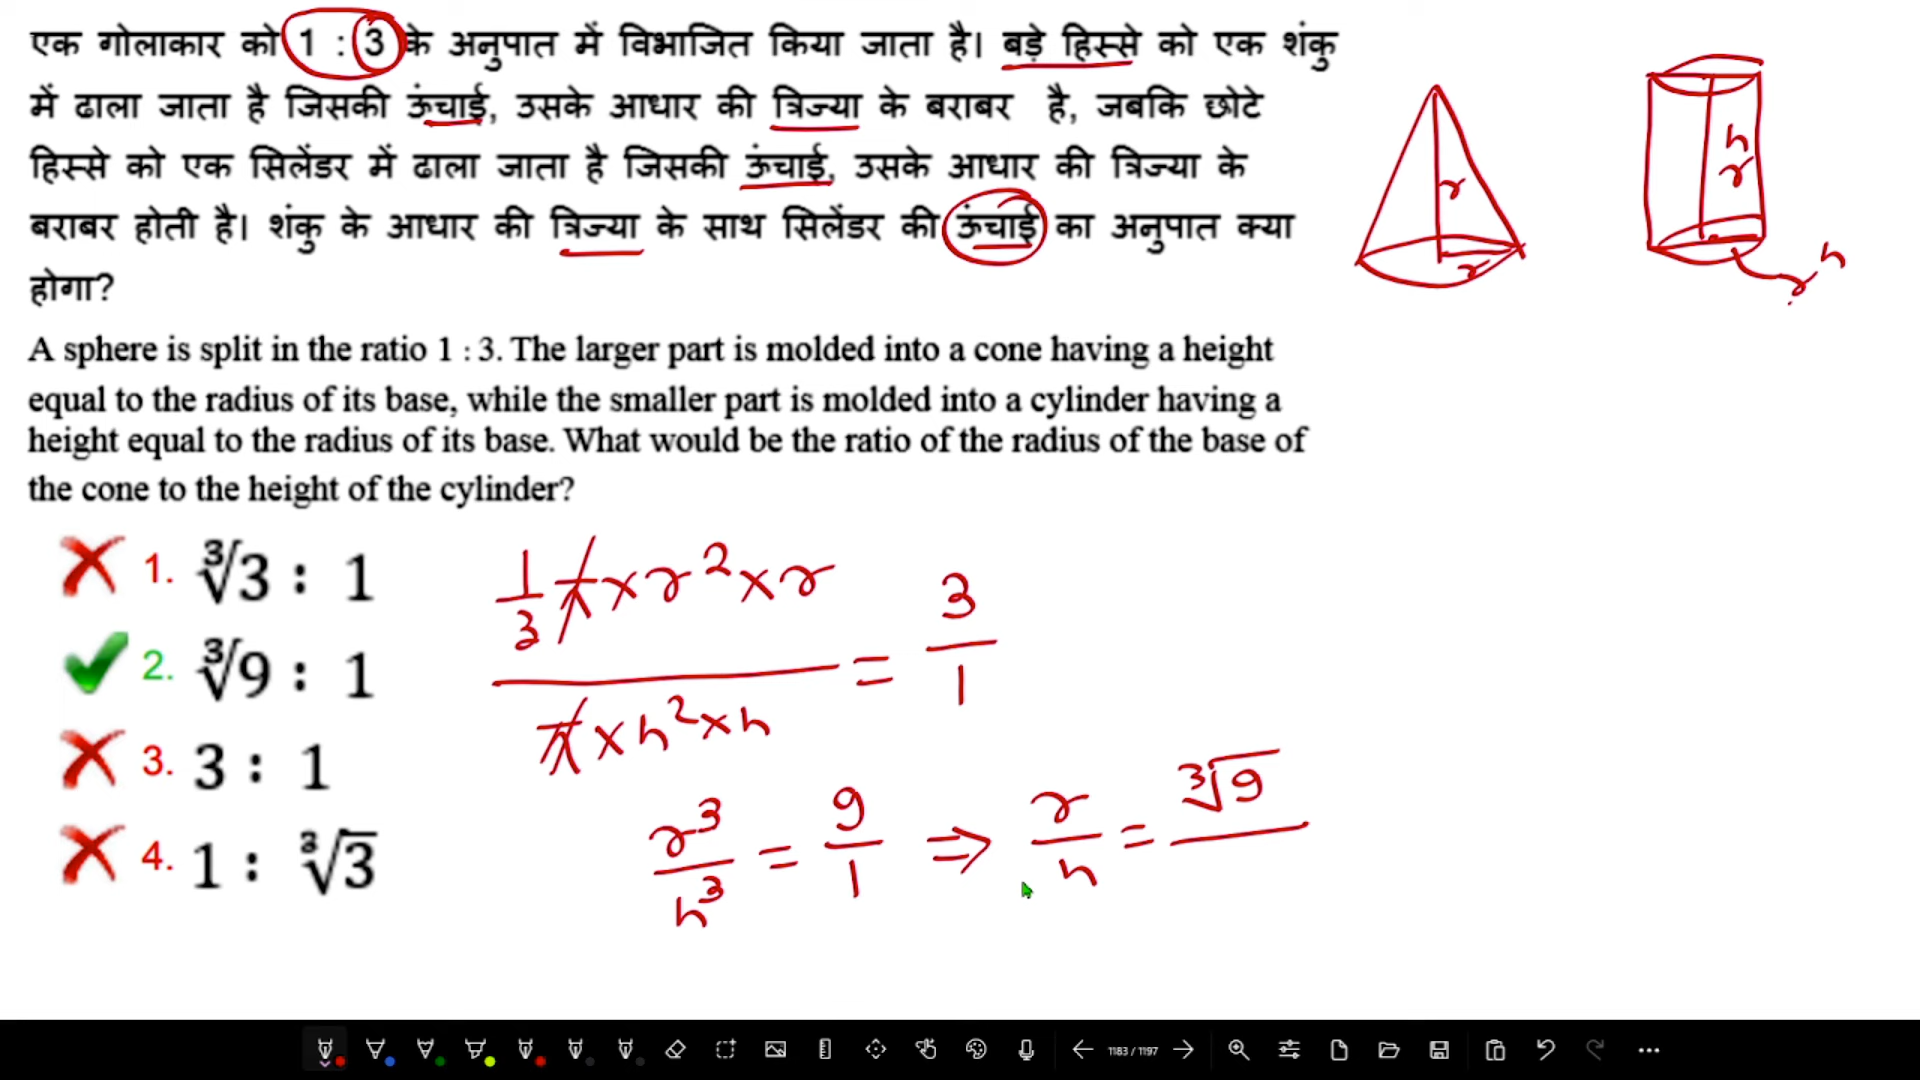 एक गोलाकार को 1 : 3 के अनुपात में विभाजित किया जाता है। बड़े हिस्से को एक शंकु
में ढाला जाता है जिसकी ऊंचाई, उसके आधार की त्रिज्या के बराबर है, जबकि छोटे
हिस्से को एक सिलेंडर में ढाला जाता है जिसकी ऊंचाई, उसके आधार की त्रिज्या के
बराबर होती है। शंकु के आधार की त्रिज्या के साथ सिलेंडर की ऊंचाई का अनुपात क्या
होगा?
r
r
h
r
h
r
A sphere is split in the ratio 1 : 3. The larger part is molded into a cone having a height
equal to the radius of its base, while the smaller part is molded into a cylinder having a
height equal to the radius of its base. What would be the ratio of the radius of the base of
the cone to the height of the cylinder?
1. ∛3 : 1
2. ∛9 : 1
3. 3 : 1
4. 1 : ∛3
1/3 π × r² × r / π × h² × h = 3/1
r³/h³ = 9/1 ⇒ r/h = ∛9/
1183 / 1197